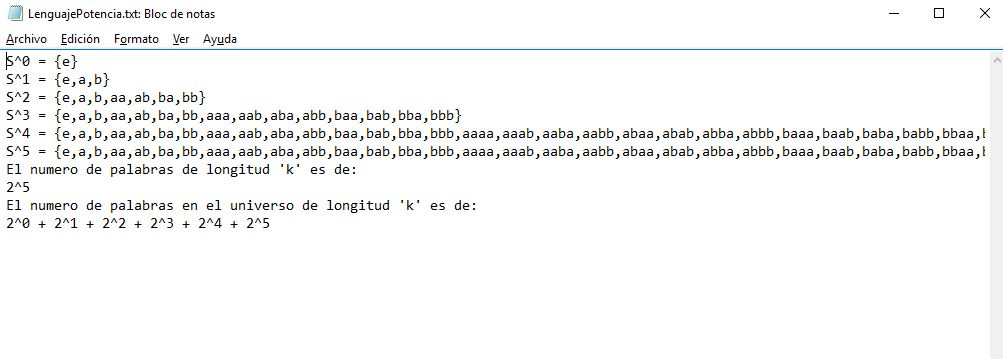 LenguajePotencia.txt: Bloc de notas
Archivo Edición Formato Ver Ayuda
S^0 = {e}
S^1 = {e,a,b}
S^2 = {e,a,b,aa,ab,ba,bb}
S^3 = {e,a,b,aa,ab,ba,bb,aaa,aab,aba,abb,baa,bab,bba,bbb}
S^4 = {e,a,b,aa,ab,ba,bb,aaa,aab,aba,abb,baa,bab,bba,bbb,aaaa,aaab,aaba,aabb,abaa,abab,abba,abbb,baaa,baab,baba,babb,bbaa,
S^5 = {e,a,b,aa,ab,ba,bb,aaa,aab,aba,abb,baa,bab,bba,bbb,aaaa,aaab,aaba,aabb,abaa,abab,abba,abbb,baaa,baab,baba,babb,bbaa,
El numero de palabras de longitud 'k' es de:
2^5
El numero de palabras en el universo de longitud 'k' es de:
2^0 + 2^1 + 2^2 + 2^3 + 2^4 + 2^5